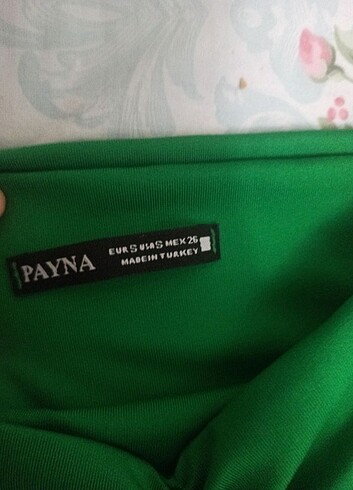 PAYNA
EUR S USA S MEX 26
MADE IN TURKEY